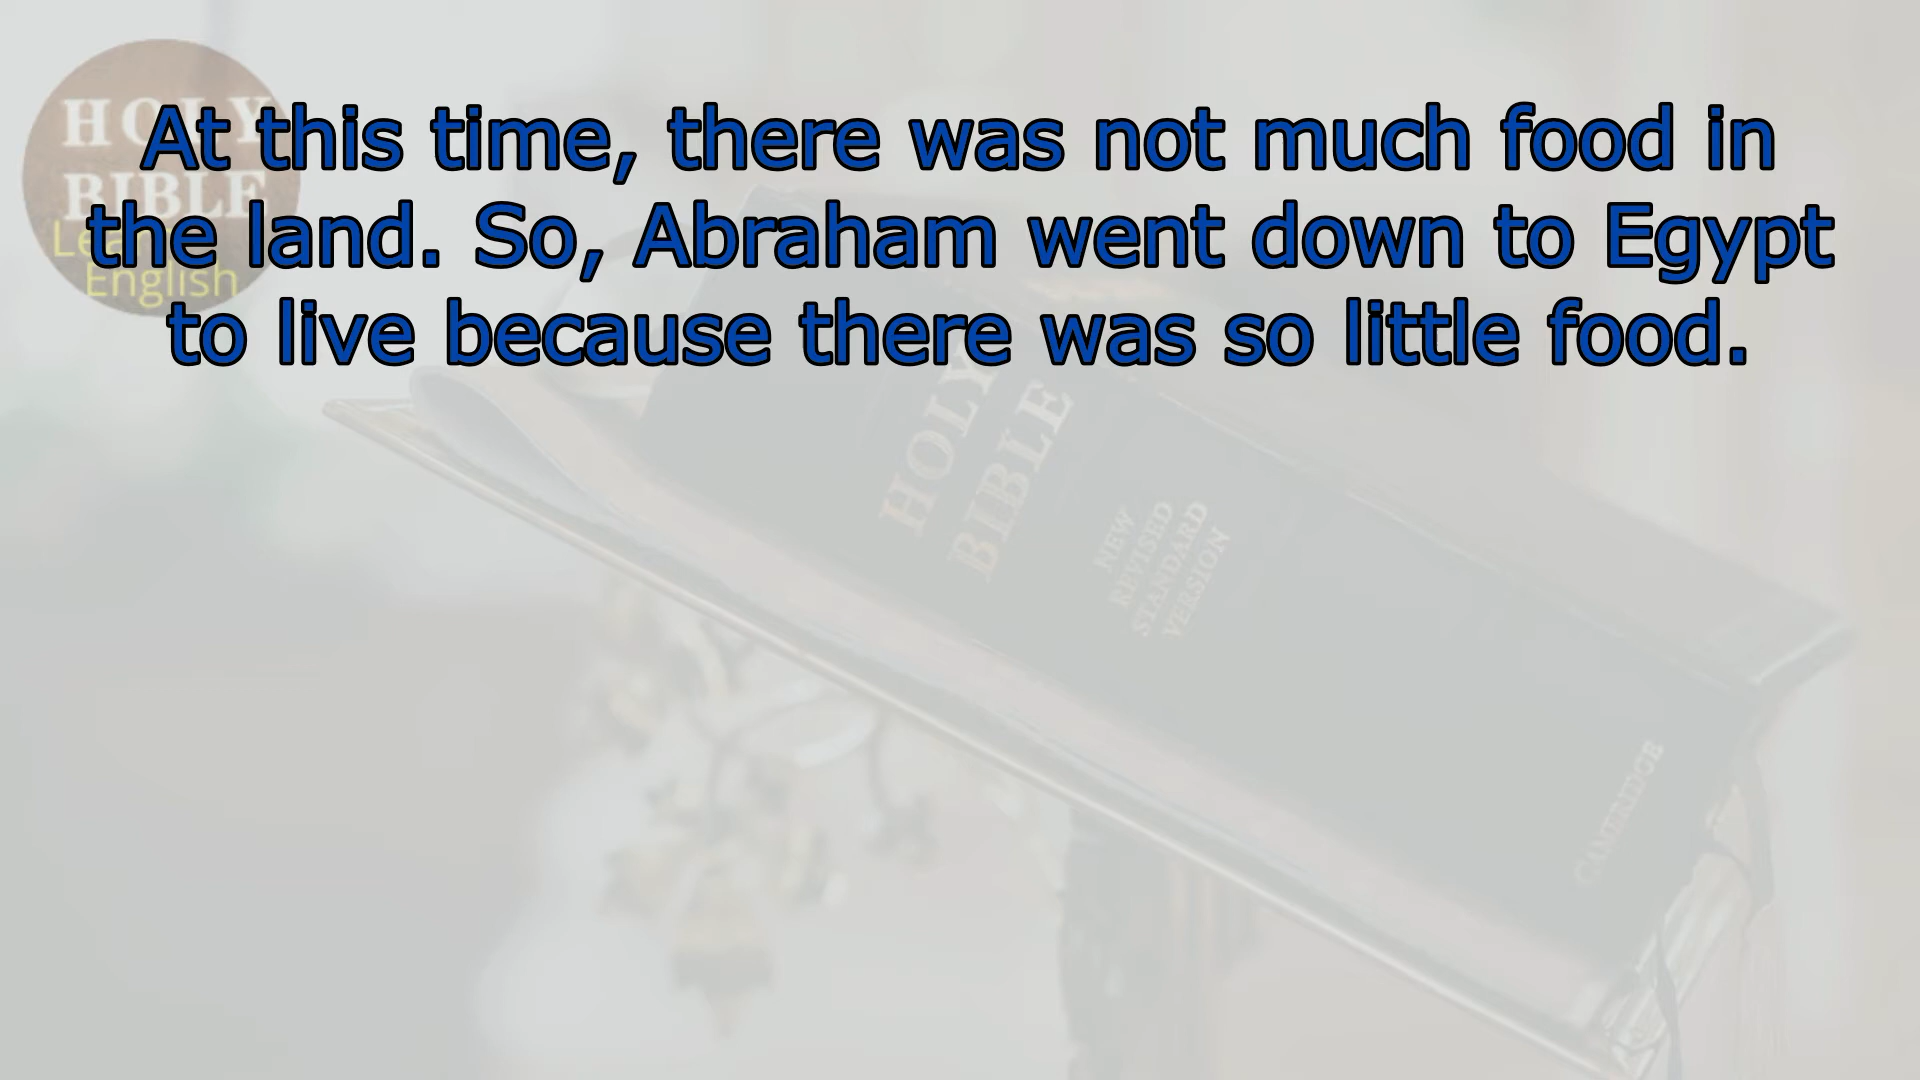 HOLY
BIBLE
Learn
English
At this time, there was not much food in
the land. So, Abraham went down to Egypt
to live because there was so little food.
HOLY
BIBLE
NEW
REVISED
STANDARD
VERSION
CAMBRIDGE